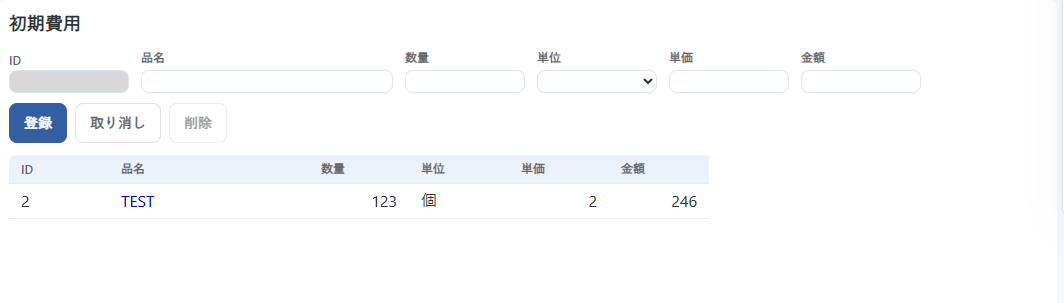 初期費用
ID 品名 数量 単位 単価 金額
登録 取り消し 削除
ID 品名 数量 単位 単価 金額
2 TEST 123 個 2 246